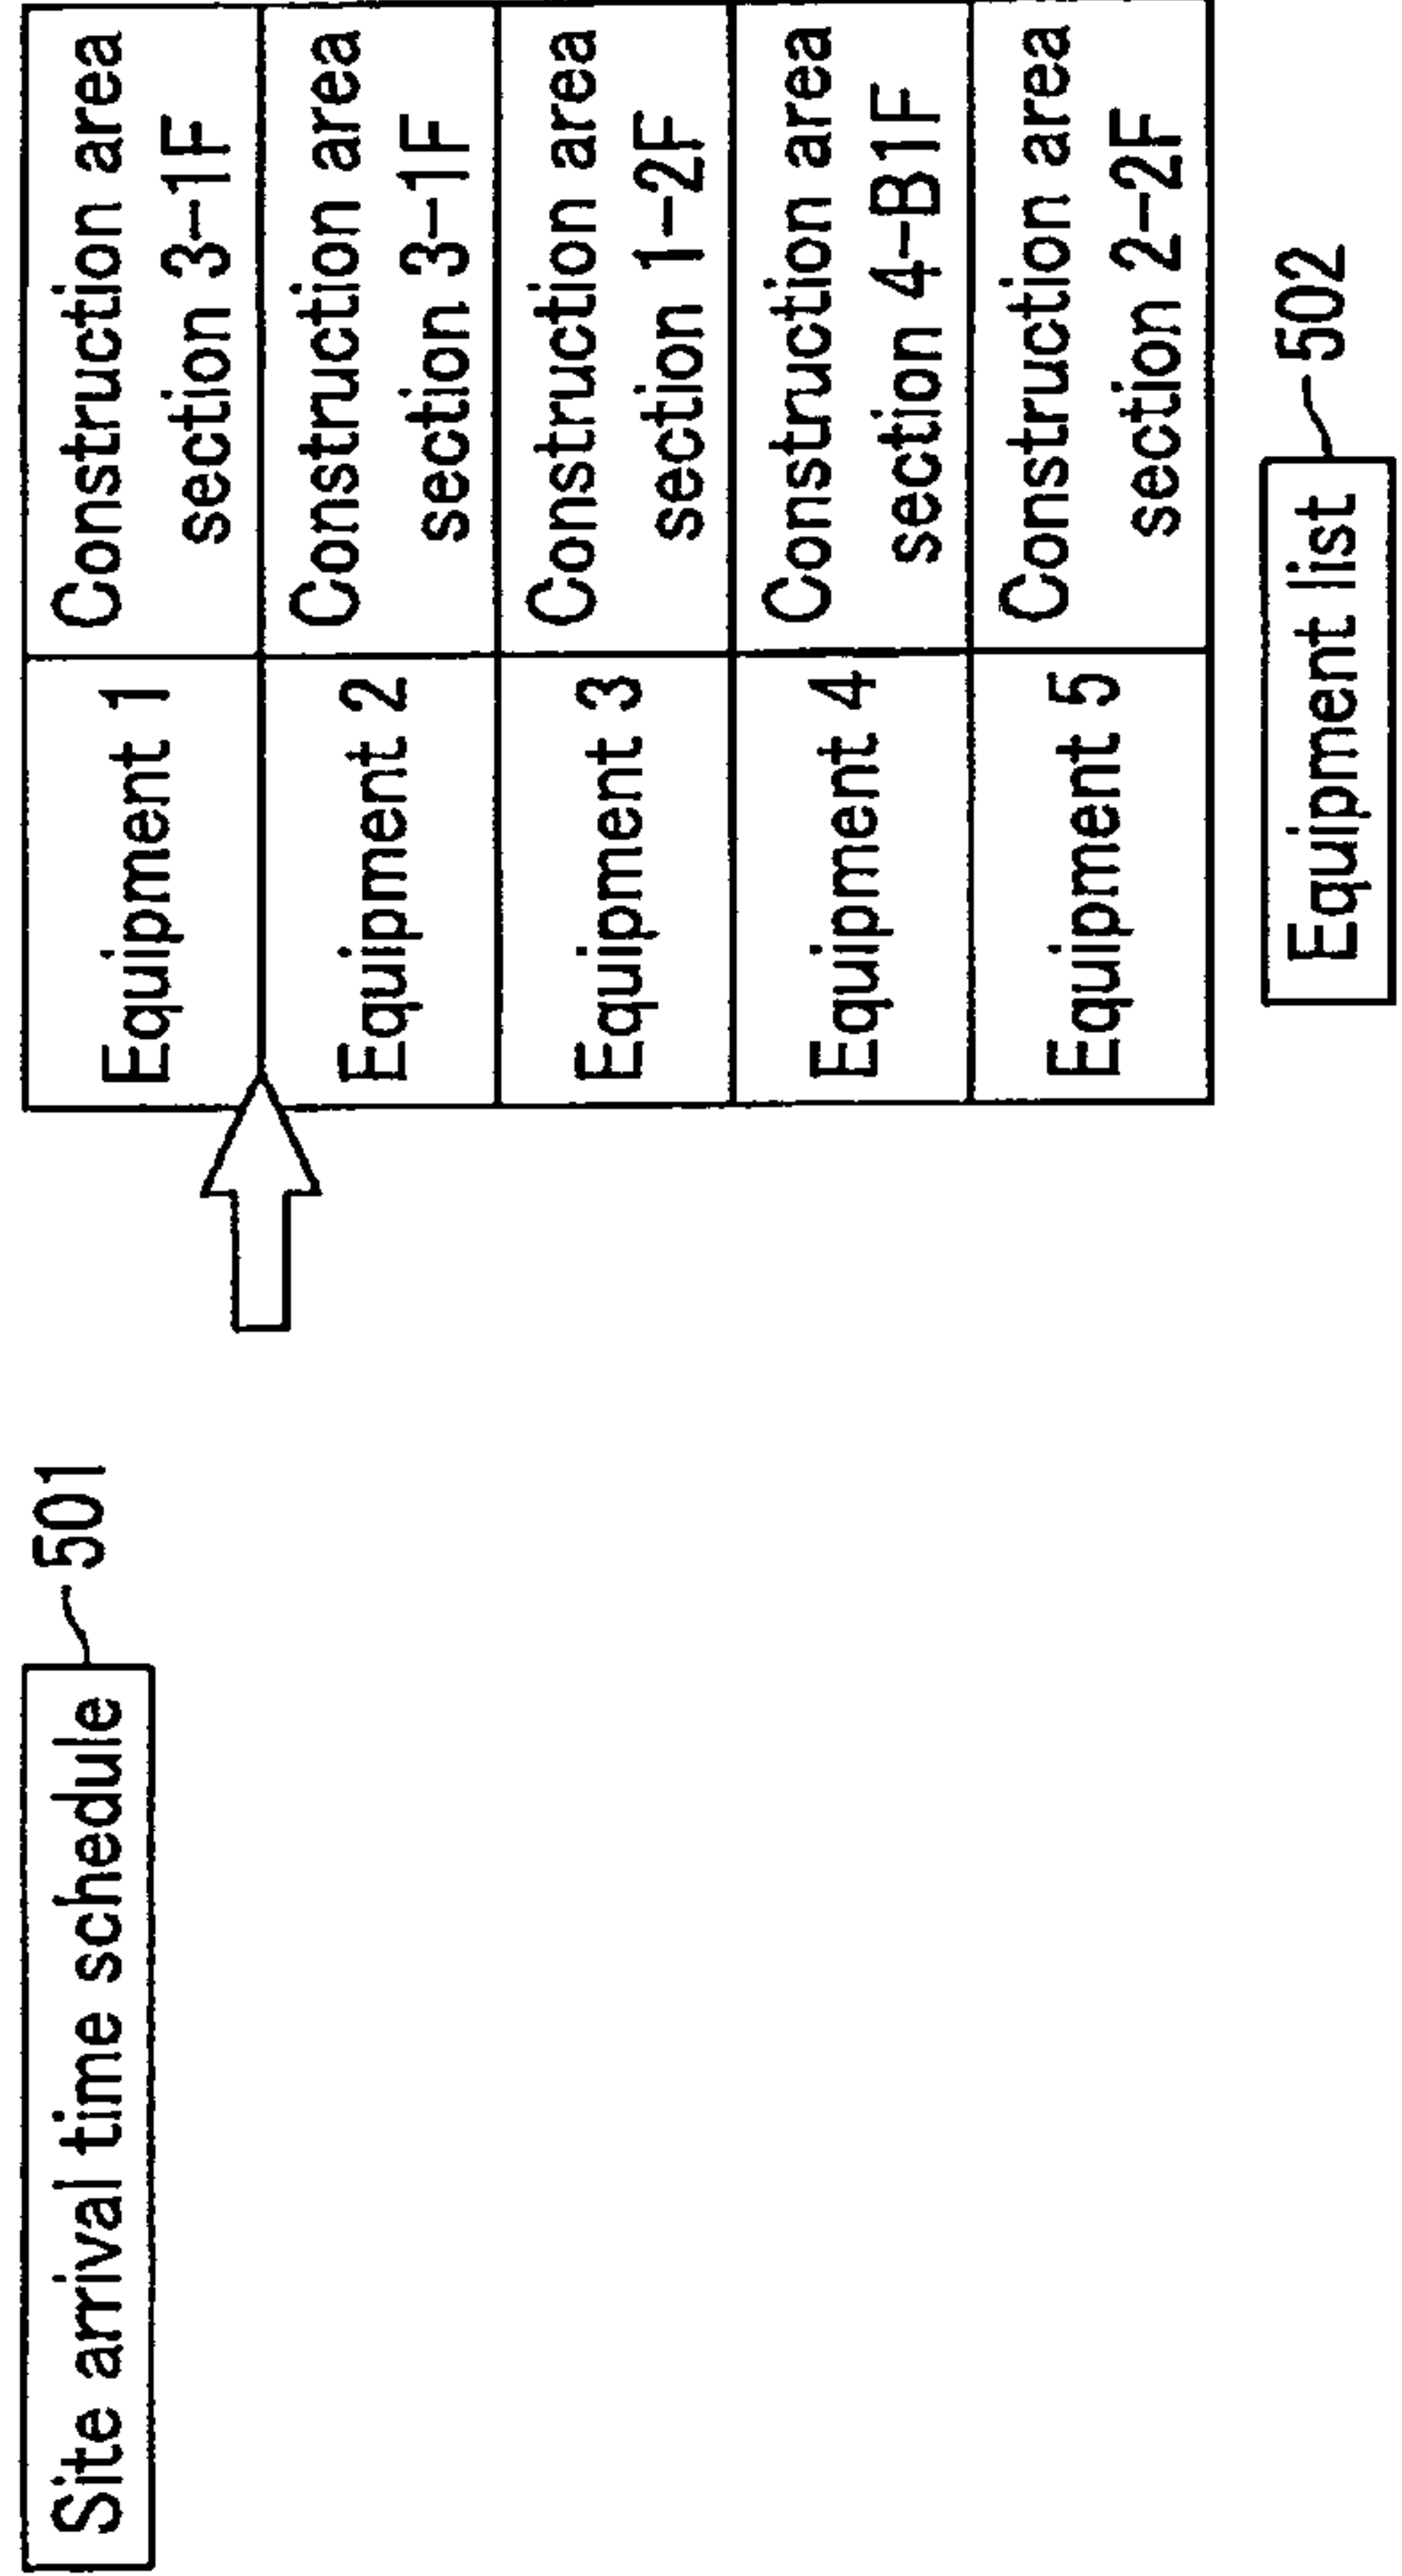 Site arrival time schedule
501
Equipment 1
Construction area
section 3-1F
Equipment 2
Construction area
section 3-1F
Equipment 3
Construction area
section 1-2F
Equipment 4
Construction area
section 4-B1F
Equipment 5
Construction area
section 2-2F
Equipment list
502